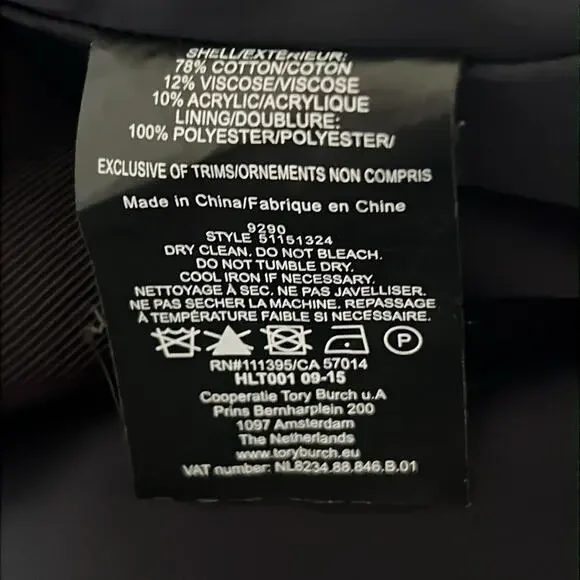 SHELL/EXTERIEUR:
78% COTTON/COTON
12% VISCOSE/VISCOSE
10% ACRYLIC/ACRYLIQUE
LINING/DOUBLURE:
100% POLYESTER/POLYESTER/
EXCLUSIVE OF TRIMS/ORNEMENTS NON COMPRIS
Made in China/Fabrique en Chine
9290
STYLE 51151324
DRY CLEAN. DO NOT BLEACH.
DO NOT TUMBLE DRY.
COOL IRON IF NECESSARY.
NETTOYAGE À SEC. NE PAS JAVELLISER.
NE PAS SECHER LA MACHINE. REPASSAGE
À TEMPÉRATURE FAIBLE SI NÉCESSAIRE.
P
RN#111395/CA 57014
HLT001 09-15
Cooperatie Tory Burch u.A
Prins Bernharplein 200
1097 Amsterdam
The Netherlands
www.toryburch.eu
VAT number: NL8234.88.846.B.01